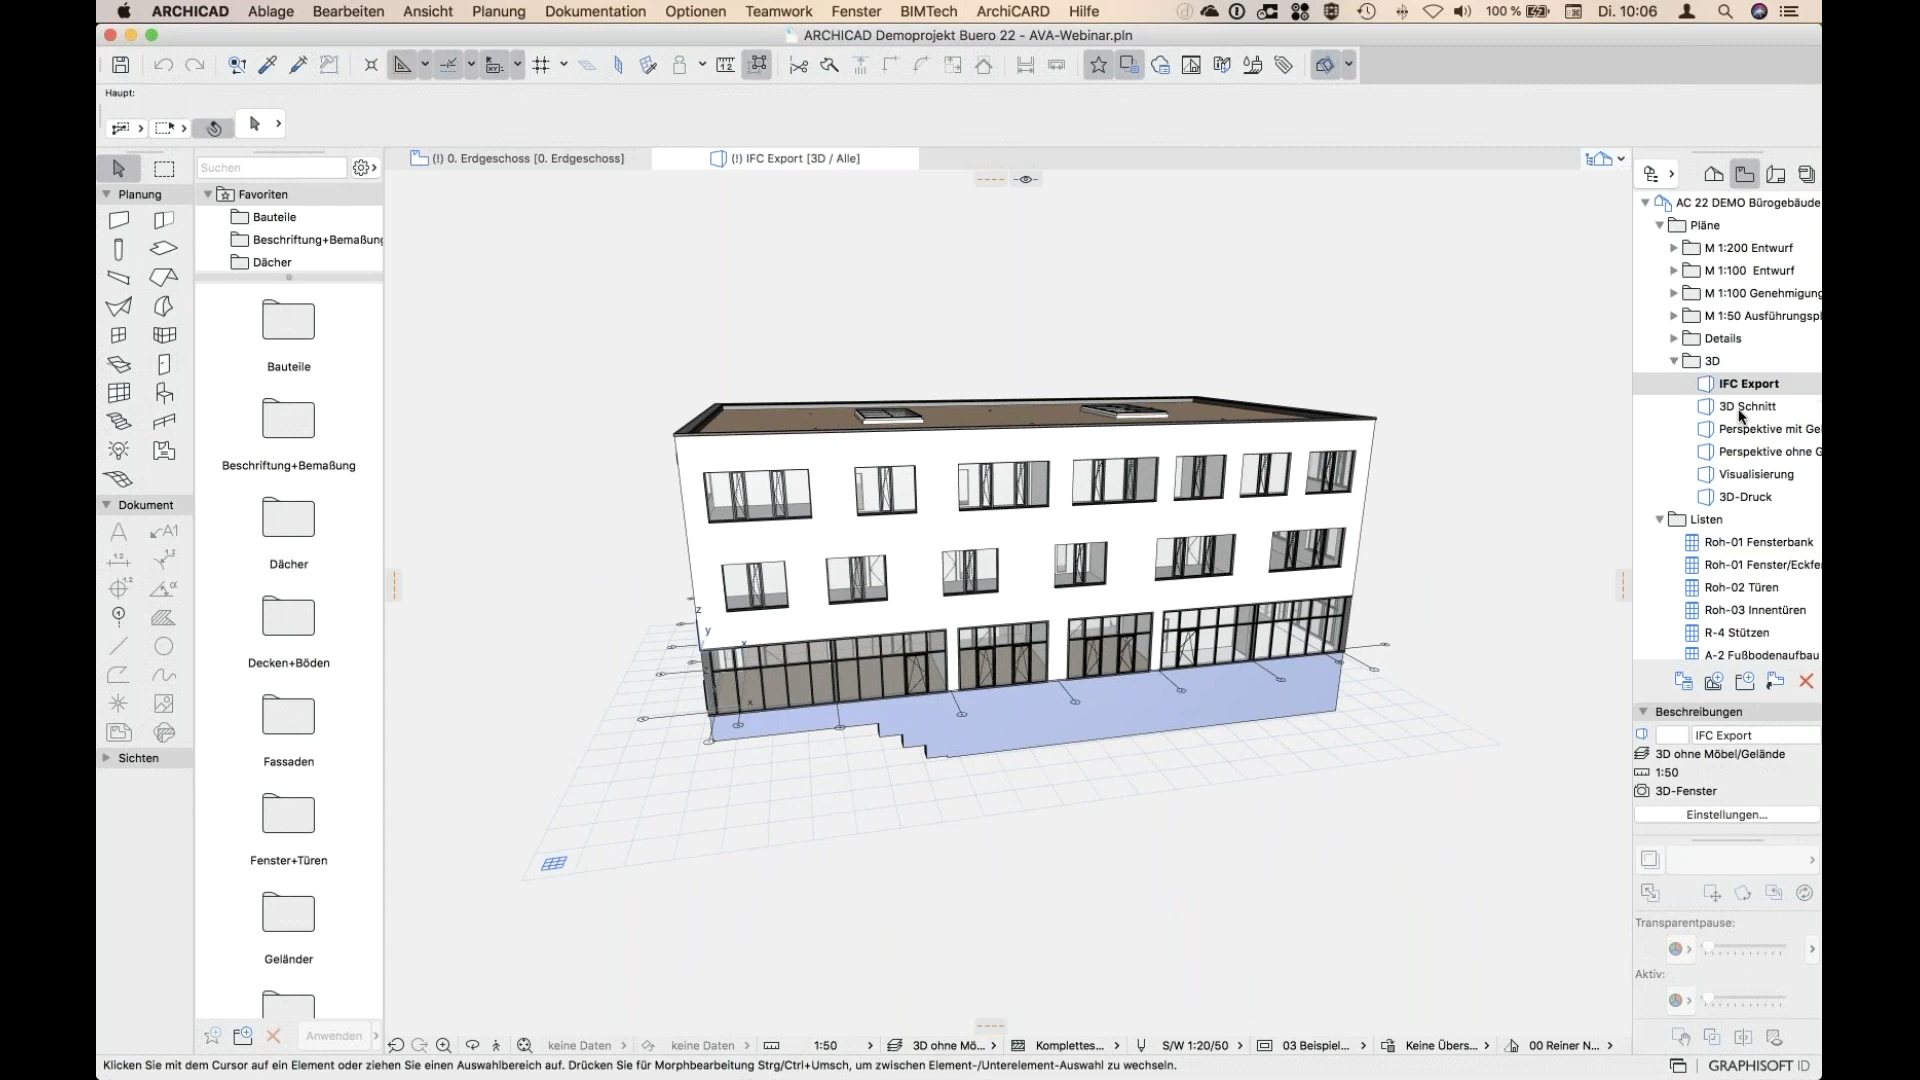 ARCHICAD Ablage Bearbeiten Ansicht Planung Dokumentation Optionen Teamwork Fenster BIMTech ArchiCARD Hilfe 100 % Di. 10:06
ARCHICAD Demoprojekt Buero 22 - AVA-Webinar.pln
Haupt:
(!) 0. Erdgeschoss [0. Erdgeschoss]
(!) IFC Export [3D / Alle]
Suchen
Planung
Favoriten
Bauteile
Beschriftung+Bemaßung
Dächer
Bauteile
Beschriftung+Bemaßung
Dächer
Decken+Böden
Fassaden
Fenster+Türen
Geländer
Dokument
Sichten
Anwenden
z
y
x
x
AC 22 DEMO Bürogebäude
Pläne
M 1:200 Entwurf
M 1:100 Entwurf
M 1:100 Genehmigung
M 1:50 Ausführungspl
Details
3D
IFC Export
3D Schnitt
Perspektive mit Gel
Perspektive ohne G
Visualisierung
3D-Druck
Listen
Roh-01 Fensterbank
Roh-01 Fenster/Eckfe
Roh-02 Türen
Roh-03 Innentüren
R-4 Stützen
A-2 Fußbodenaufbau
Beschreibungen
IFC Export
3D ohne Möbel/Gelände
1:50
3D-Fenster
Einstellungen...
Transparentpause:
Aktiv:
keine Daten
keine Daten
1:50
3D ohne Mö...
Komplettes...
S/W 1:20/50
03 Beispiel...
Keine Übers...
00 Reiner N...
Klicken Sie mit dem Cursor auf ein Element oder ziehen Sie einen Auswahlbereich auf. Drücken Sie für Morphbearbeitung Strg/Ctrl+Umsch, um zwischen Element-/Unterelement-Auswahl zu wechseln.
GRAPHISOFT ID